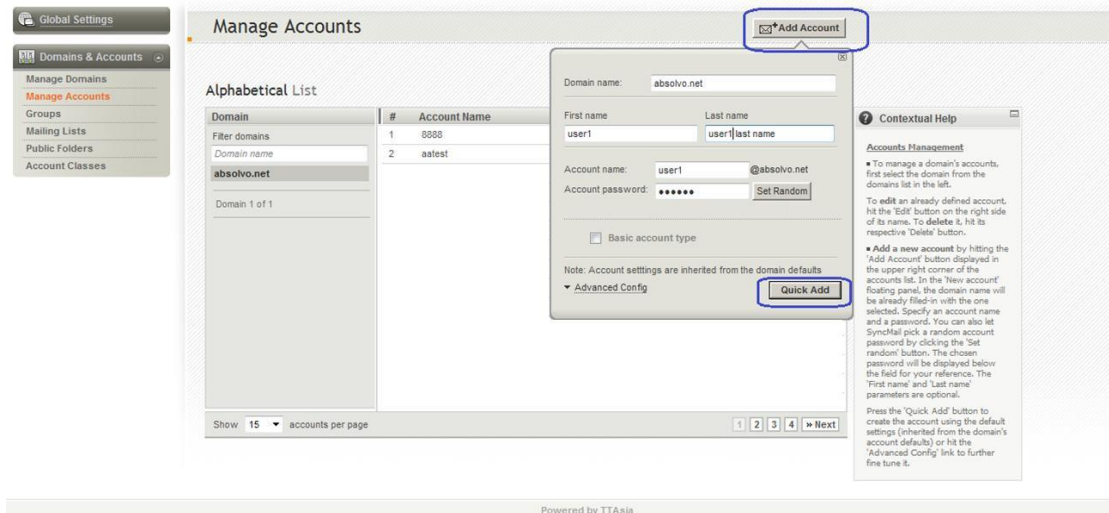 Global Settings
Domains & Accounts
Manage Domains
Manage Accounts
Groups
Mailing Lists
Public Folders
Account Classes
Manage Accounts
Add Account
Alphabetical List
Domain
Filter domains
Domain name
absolvo.net
Domain 1 of 1
# Account Name
1 8888
2 aatest
Show 15 accounts per page
1 2 3 4 » Next
Domain name: absolvo.net
First name Last name
user1 user1 last name
Account name: user1 @absolvo.net
Account password: •••••• Set Random
Basic account type
Note: Account setttings are inherited from the domain defaults
Advanced Config Quick Add
Contextual Help
Accounts Management
▪ To manage a domain's accounts,
first select the domain from the
domains list in the left.
To edit an already defined account,
hit the 'Edit' button on the right side
of its name. To delete it, hit its
respective 'Delete' button.
▪ Add a new account by hitting the
'Add Account' button displayed in
the upper right corner of the
accounts list. In the 'New account'
floating panel, the domain name will
be already filled-in with the one
selected. Specify an account name
and a password. You can also let
SyncMail pick a random account
password by clicking the 'Set
random' button. The chosen
password will be displayed below
the field for your reference. The
'First name' and 'Last name'
parameters are optional.
Press the 'Quick Add' button to
create the account using the default
settings (inherited from the domain's
account defaults) or hit the
'Advanced Config' link to further
fine tune it.
Powered by TTAsia